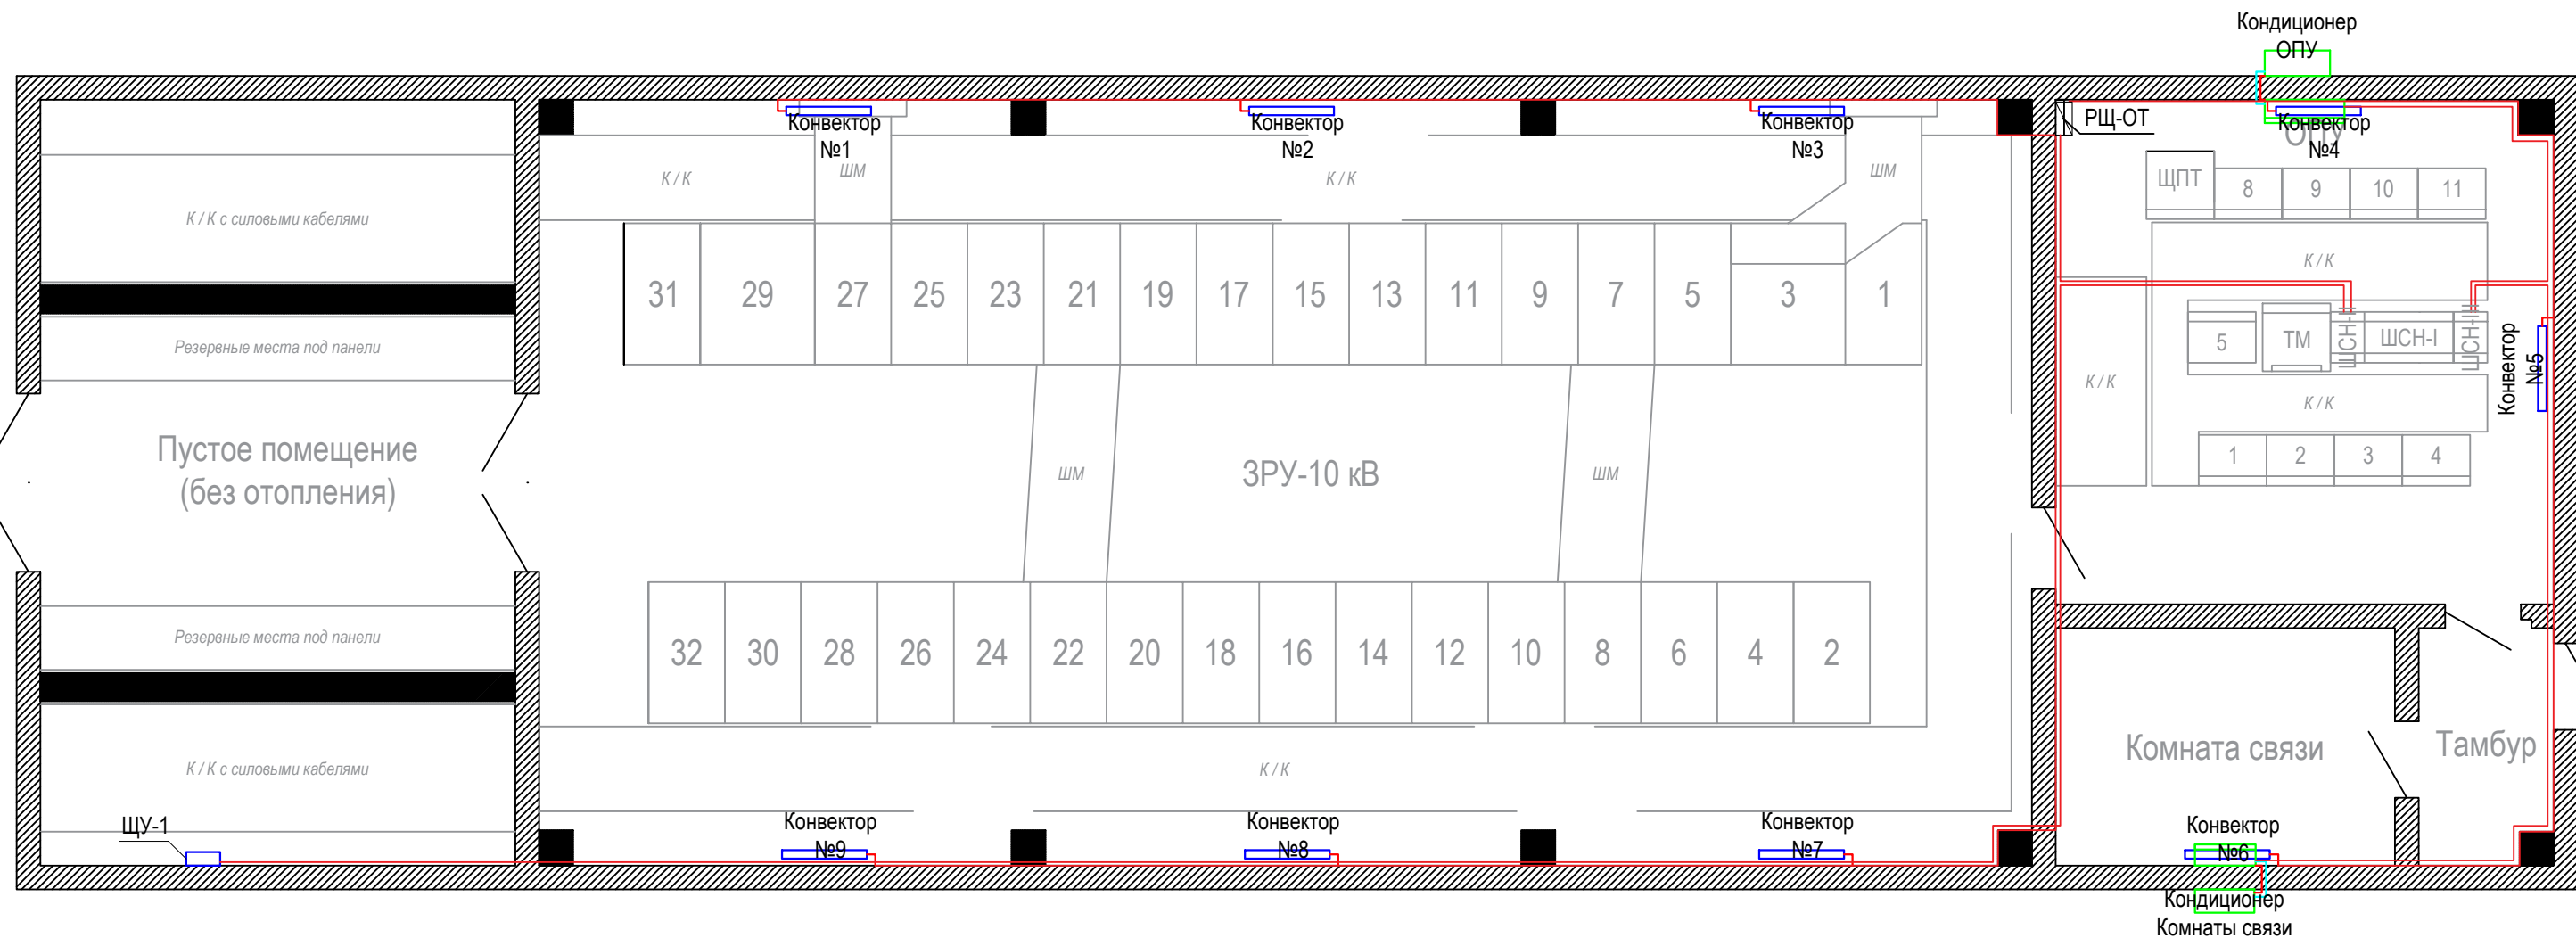 Кондиционер
ОПУ
Конвектор
№1
Конвектор
№2
Конвектор
№3
РЩ-ОТ
Конвектор
№4
ОПУ
К / К
ШМ
К / К
ШМ
ЩПТ
8
9
10
11
К / К с силовыми кабелями
31
29
27
25
23
21
19
17
15
13
11
9
7
5
3
1
К / К
Резервные места под панели
5
ТМ
ШСН-II
ШСН-I
ШСН-III
Конвектор
№5
К / К
К / К
Пустое помещение
(без отопления)
ШМ
ЗРУ-10 кВ
ШМ
1
2
3
4
Резервные места под панели
32
30
28
26
24
22
20
18
16
14
12
10
8
6
4
2
К / К с силовыми кабелями
К / К
Комната связи
Тамбур
ЩУ-1
Конвектор
№9
Конвектор
№8
Конвектор
№7
Конвектор
№6
Кондиционер
Комнаты связи